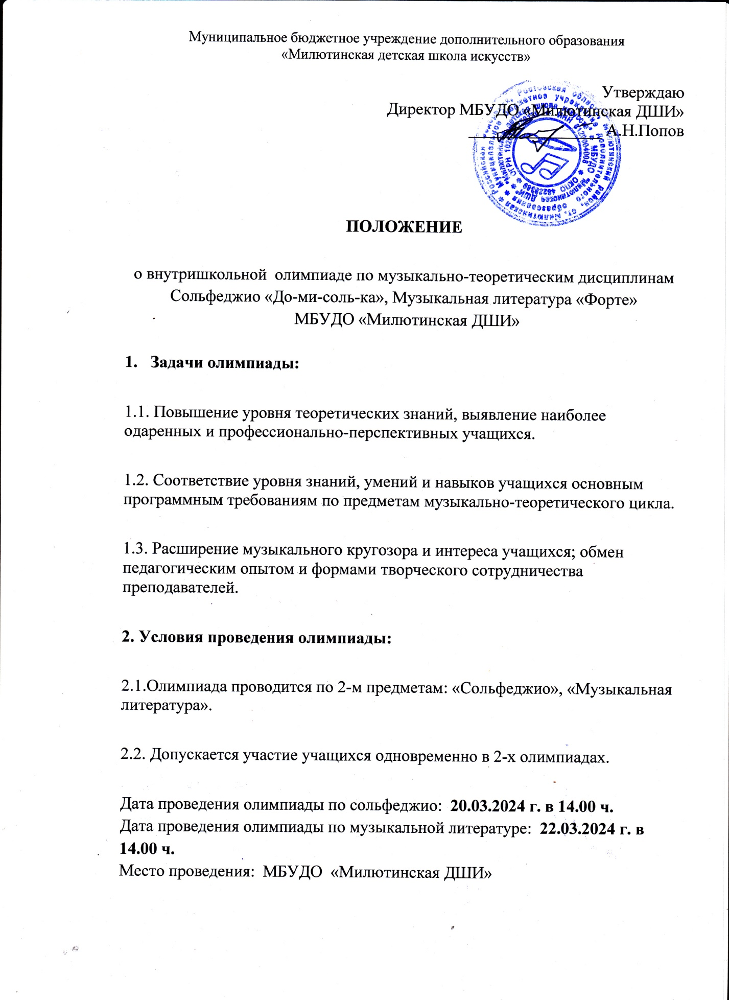 Муниципальное бюджетное учреждение дополнительного образования
«Милютинская детская школа искусств»
Утверждаю
Директор МБУДО «Милютинская ДШИ»
А.Н.Попов
ПОЛОЖЕНИЕ
о внутришкольной олимпиаде по музыкально-теоретическим дисциплинам
Сольфеджио «До-ми-соль-ка», Музыкальная литература «Форте»
МБУДО «Милютинская ДШИ»
1. Задачи олимпиады:
1.1. Повышение уровня теоретических знаний, выявление наиболее
одаренных и профессионально-перспективных учащихся.
1.2. Соответствие уровня знаний, умений и навыков учащихся основным
программным требованиям по предметам музыкально-теоретического цикла.
1.3. Расширение музыкального кругозора и интереса учащихся; обмен
педагогическим опытом и формами творческого сотрудничества
преподавателей.
2. Условия проведения олимпиады:
2.1.Олимпиада проводится по 2-м предметам: «Сольфеджио», «Музыкальная
литература».
2.2. Допускается участие учащихся одновременно в 2-х олимпиадах.
Дата проведения олимпиады по сольфеджио: 20.03.2024 г. в 14.00 ч.
Дата проведения олимпиады по музыкальной литературе: 22.03.2024 г. в
14.00 ч.
Место проведения: МБУДО «Милютинская ДШИ»